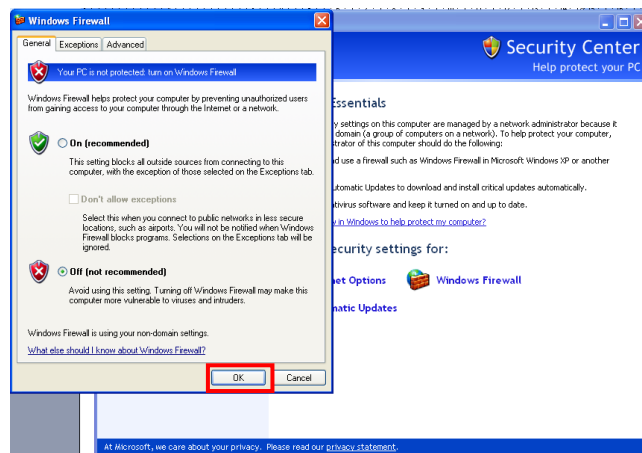 Windows Firewall
General Exceptions Advanced
Your PC is not protected: turn on Windows Firewall
Windows Firewall helps protect your computer by preventing unauthorized users
from gaining access to your computer through the Internet or a network.
On (recommended)
This setting blocks all outside sources from connecting to this
computer, with the exception of those selected on the Exceptions tab.
Don't allow exceptions
Select this when you connect to public networks in less secure
locations, such as airports. You will not be notified when Windows
Firewall blocks programs. Selections on the Exceptions tab will be
ignored.
Off (not recommended)
Avoid using this setting. Turning off Windows Firewall may make this
computer more vulnerable to viruses and intruders.
Windows Firewall is using your non-domain settings.
What else should I know about Windows Firewall?
OK Cancel
Security Center
Help protect your PC
Essentials
y settings on this computer are managed by a network administrator because it
domain (a group of computers on a network). To help protect your computer,
strator of this computer should do the following:
nd use a firewall such as Windows Firewall in Microsoft Windows XP or another
utomatic Updates to download and install critical updates automatically.
ntivirus software and keep it turned on and up to date.
in Windows to help protect my computer?
ecurity settings for:
net Options Windows Firewall
matic Updates
At Microsoft, we care about your privacy. Please read our privacy statement.